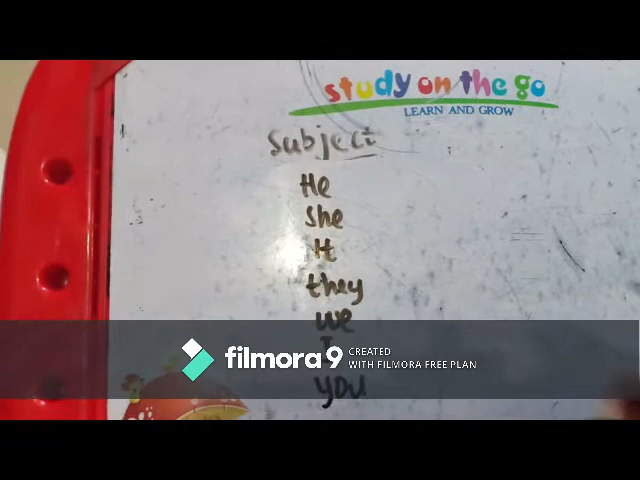 study on the go
LEARN AND GROW
Subject
He
She
It
they
we
filmora 9 CREATED
WITH FILMORA FREE PLAN
I
you